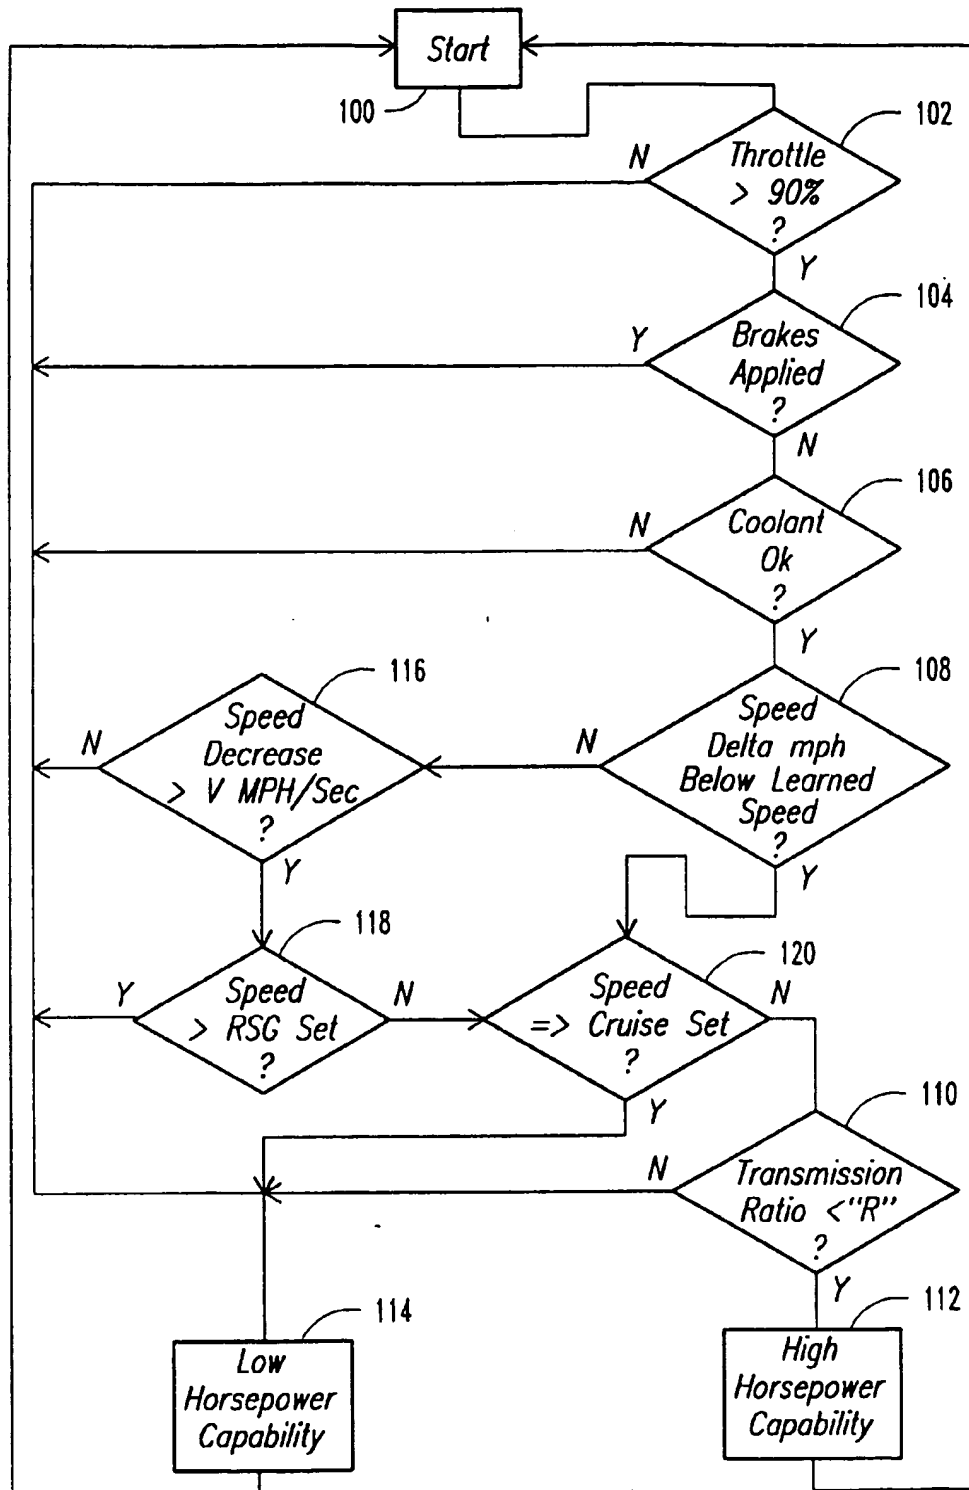 Start
100
102
N
Throttle
> 90%
?
Y
104
Y
Brakes
Applied
?
N
106
N
Coolant
Ok
?
Y
108
N
Speed
Delta mph
Below Learned
Speed
?
Y
116
N
Speed
Decrease
> V MPH/Sec
?
Y
118
Y
Speed
> RSG Set
?
N
120
Speed
=> Cruise Set
?
N
Y
110
N
Transmission
Ratio <"R"
?
Y
114
Low
Horsepower
Capability
112
High
Horsepower
Capability